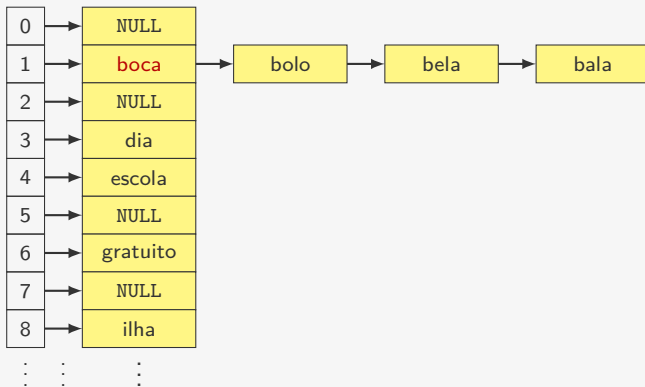 0 NULL
1 boca bolo bela bala
2 NULL
3 dia
4 escola
5 NULL
6 gratuito
7 NULL
8 ilha